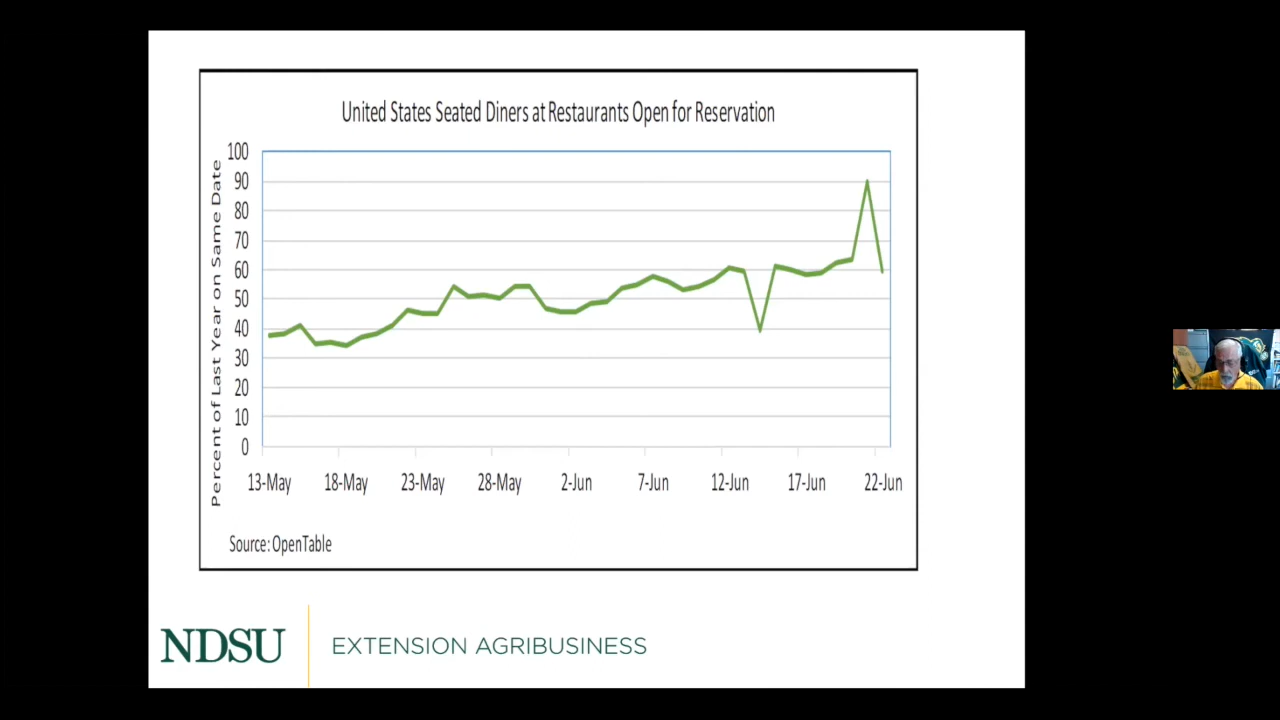 United States Seated Diners at Restaurants Open for Reservation
Percent of Last Year on Same Date
100
90
80
70
60
50
40
30
20
10
0
13-May 18-May 23-May 28-May 2-Jun 7-Jun 12-Jun 17-Jun 22-Jun
Source: OpenTable
NDSU EXTENSION AGRIBUSINESS